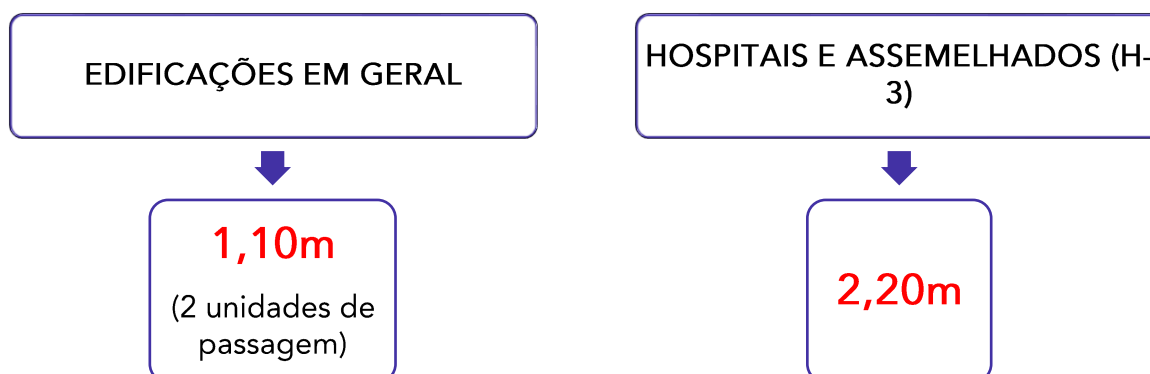 EDIFICAÇÕES EM GERAL
1,10m
(2 unidades de
passagem)
HOSPITAIS E ASSEMELHADOS (H-
3)
2,20m